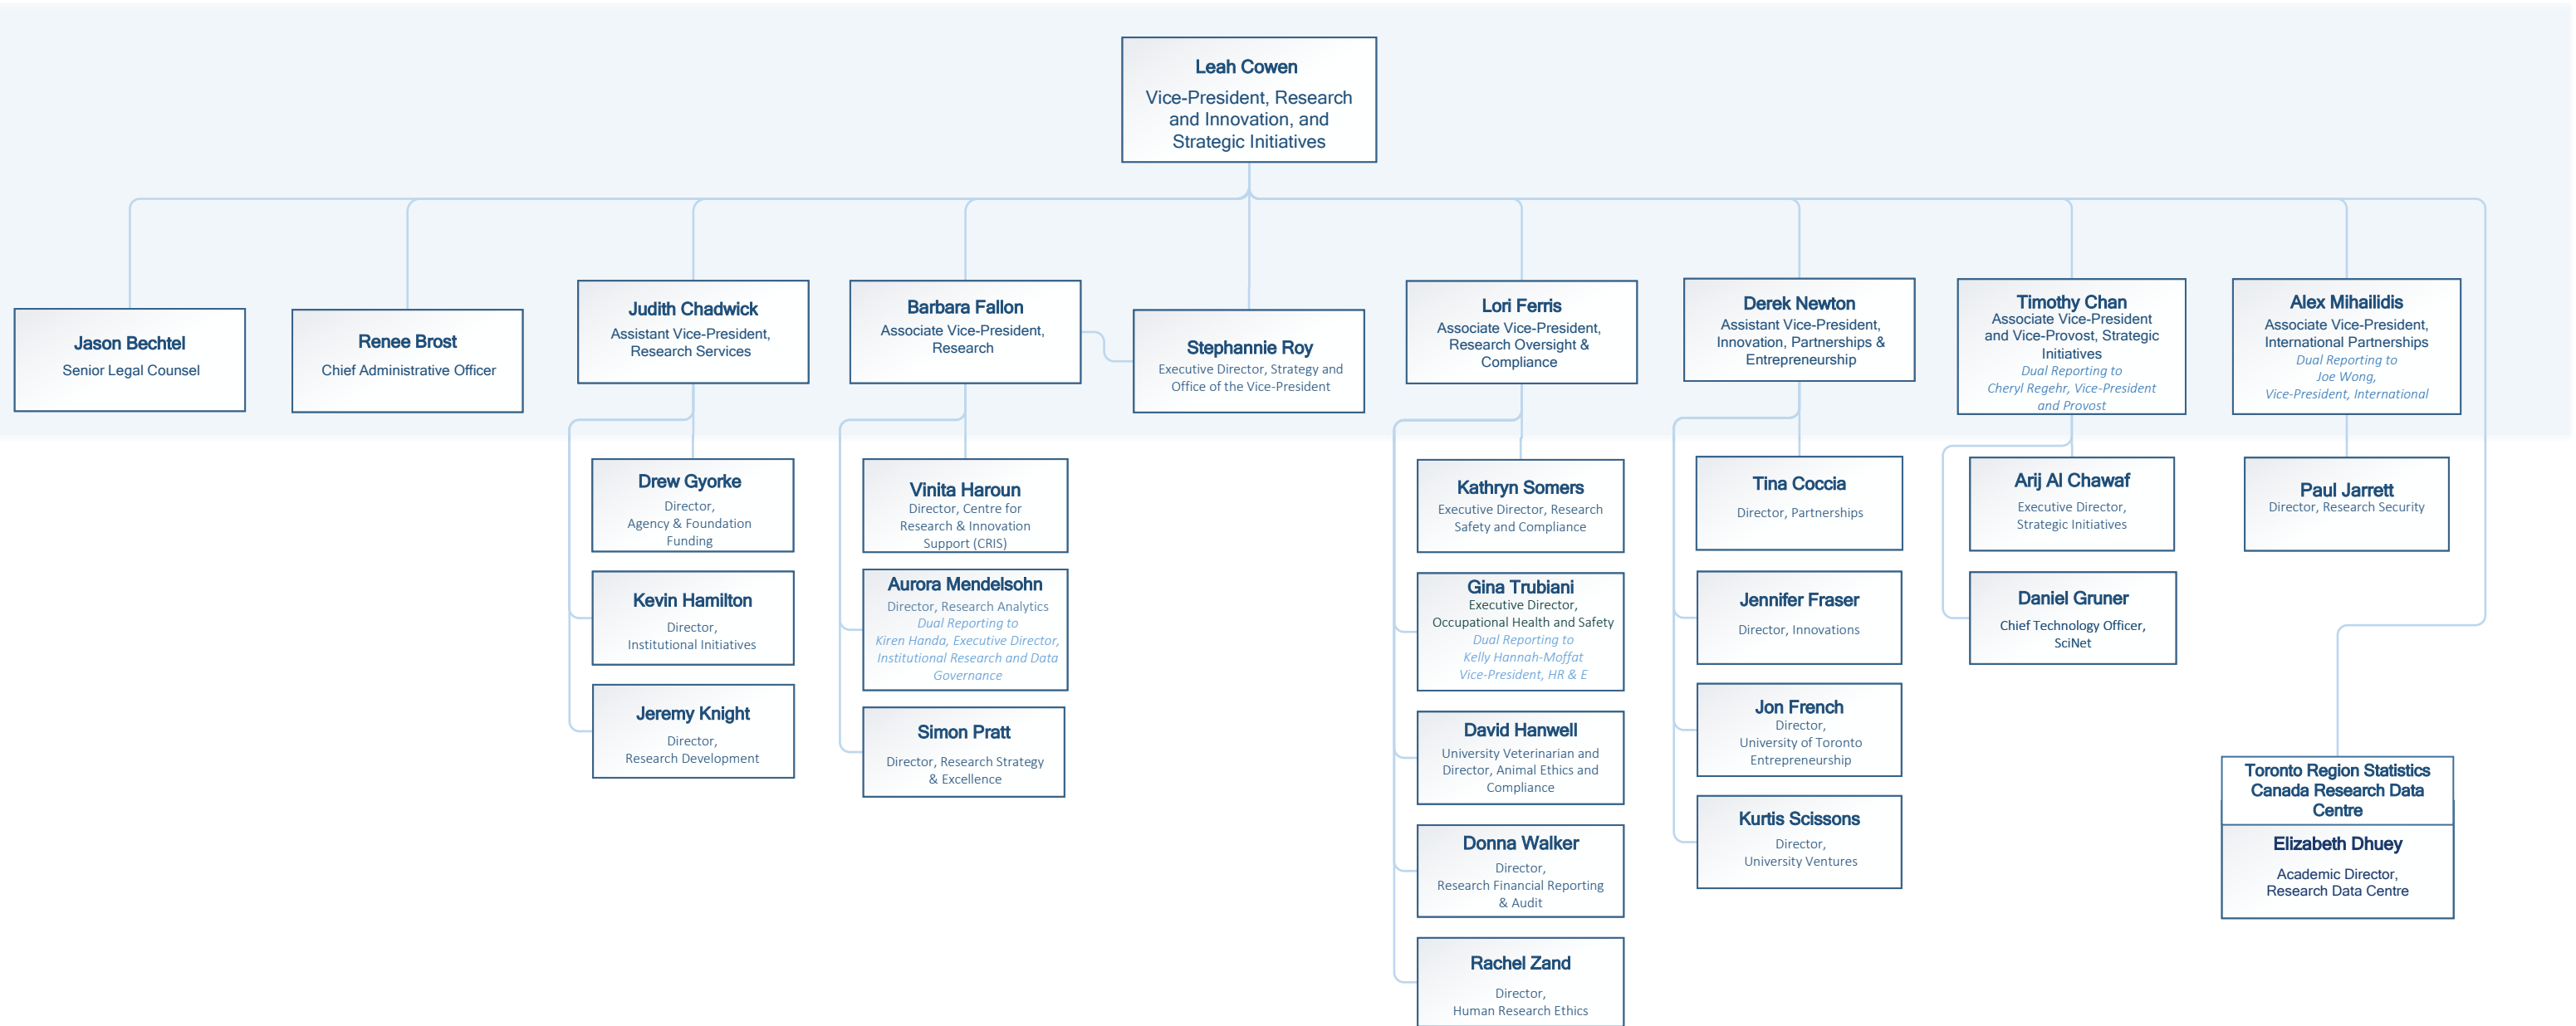 Leah Cowen
Vice-President, Research
and Innovation, and
Strategic Initiatives
Jason Bechtel
Senior Legal Counsel
Renee Brost
Chief Administrative Officer
Judith Chadwick
Assistant Vice-President,
Research Services
Barbara Fallon
Associate Vice-President,
Research
Stephannie Roy
Executive Director, Strategy and
Office of the Vice-President
Lori Ferris
Associate Vice-President,
Research Oversight &
Compliance
Derek Newton
Assistant Vice-President,
Innovation, Partnerships &
Entrepreneurship
Timothy Chan
Associate Vice-President
and Vice-Provost, Strategic
Initiatives
Dual Reporting to
Cheryl Regehr, Vice-President
and Provost
Alex Mihailidis
Associate Vice-President,
International Partnerships
Dual Reporting to
Joe Wong,
Vice-President, International
Drew Gyorke
Director,
Agency & Foundation
Funding
Kevin Hamilton
Director,
Institutional Initiatives
Jeremy Knight
Director,
Research Development
Vinita Haroun
Director, Centre for
Research & Innovation
Support (CRIS)
Aurora Mendelsohn
Director, Research Analytics
Dual Reporting to
Kiren Handa, Executive Director,
Institutional Research and Data
Governance
Simon Pratt
Director, Research Strategy
& Excellence
Kathryn Somers
Executive Director, Research
Safety and Compliance
Gina Trubiani
Executive Director,
Occupational Health and Safety
Dual Reporting to
Kelly Hannah-Moffat
Vice-President, HR & E
David Hanwell
University Veterinarian and
Director, Animal Ethics and
Compliance
Donna Walker
Director,
Research Financial Reporting
& Audit
Rachel Zand
Director,
Human Research Ethics
Tina Coccia
Director, Partnerships
Jennifer Fraser
Director, Innovations
Jon French
Director,
University of Toronto
Entrepreneurship
Kurtis Scissons
Director,
University Ventures
Arij Al Chawaf
Executive Director,
Strategic Initiatives
Daniel Gruner
Chief Technology Officer,
SciNet
Paul Jarrett
Director, Research Security
Toronto Region Statistics
Canada Research Data
Centre
Elizabeth Dhuey
Academic Director,
Research Data Centre